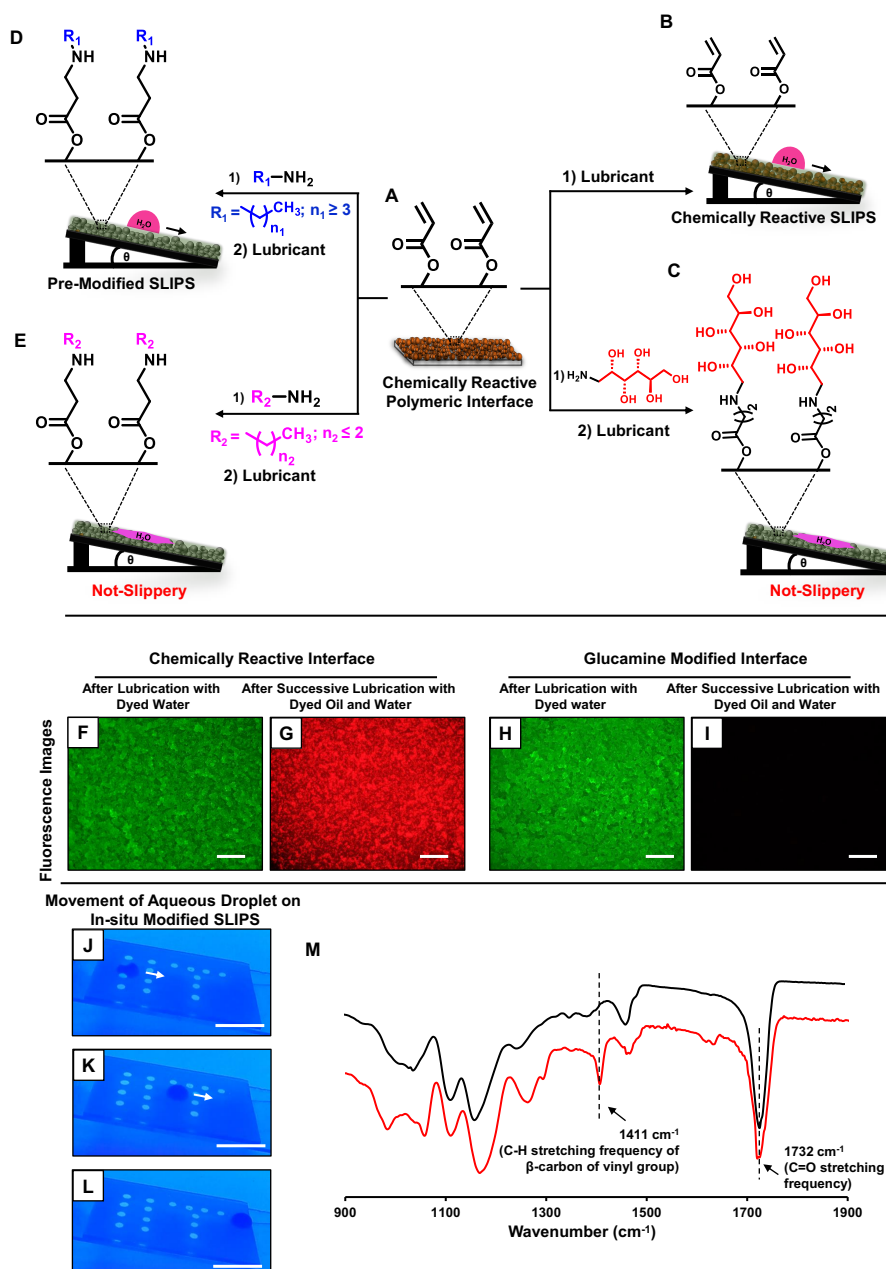 D
R1
R1
NH
NH
O
O
O
O
H2O
θ
Pre-Modified SLIPS
1) R1—NH2
R1 = CH3; n1 ≥ 3
n1
2) Lubricant
A
O
O
O
O
Chemically Reactive
Polymeric Interface
B
O
O
O
O
1) Lubricant
H2O
θ
Chemically Reactive SLIPS
C
OH
OH
HO
OH
HO
OH
HO
OH
HO
OH
HN
HN
2
2
O
O
O
O
1) H2N
OH
OH
OH
OH
OH
2) Lubricant
H2O
θ
Not-Slippery
E
R2
R2
NH
NH
O
O
O
O
1) R2—NH2
R2 = CH3; n2 ≤ 2
n2
2) Lubricant
H2O
θ
Not-Slippery
Chemically Reactive Interface
Glucamine Modified Interface
After Lubrication with
Dyed Water
After Successive Lubrication with
Dyed Oil and Water
After Lubrication with
Dyed water
After Successive Lubrication with
Dyed Oil and Water
Fluorescence Images
F
G
H
I
Movement of Aqueous Droplet on
In-situ Modified SLIPS
J
K
L
M
1411 cm-1
(C-H stretching frequency of
β-carbon of vinyl group)
1732 cm-1
(C=O stretching
frequency)
900
1100
1300
1500
1700
1900
Wavenumber (cm-1)